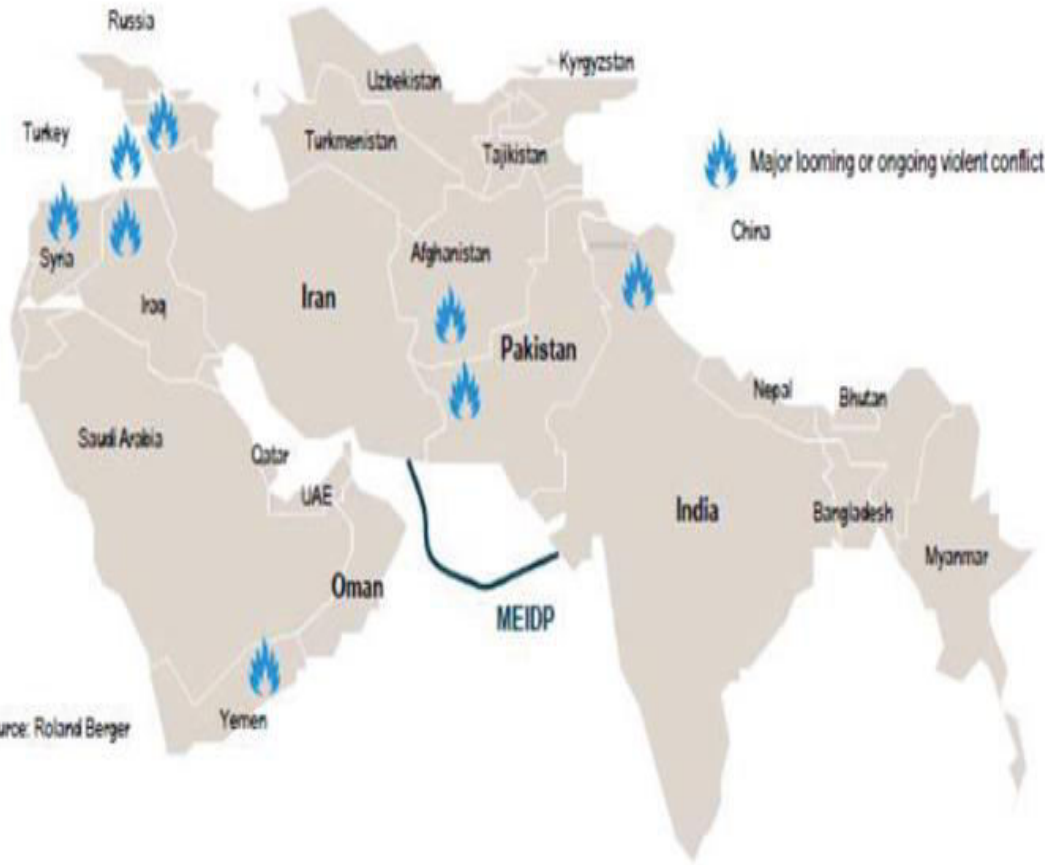 Russia
Kyrgyzstan
Uzbekistan
Turkey
Turkmenistan
Tajikistan
Major looming or ongoing violent conflict
China
Syria
Afghanistan
Iraq
Iran
Pakistan
Nepal
Bhutan
Saudi Arabia
Qatar
UAE
India
Bangladesh
Myanmar
Oman
MEIDP
Yemen
urce: Roland Berger